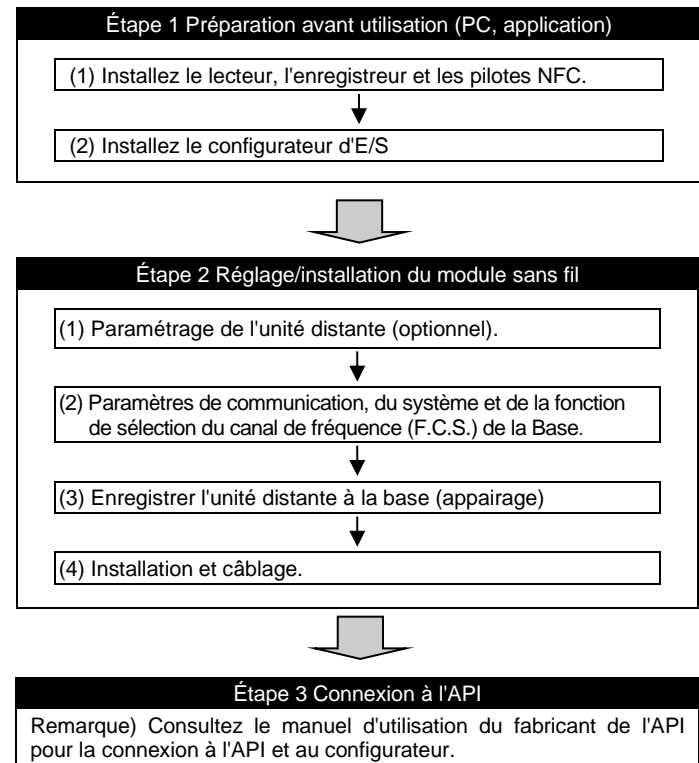 Étape 1 Préparation avant utilisation (PC, application)
(1) Installez le lecteur, l'enregistreur et les pilotes NFC.
(2) Installez le configurateur d'E/S
Étape 2 Réglage/installation du module sans fil
(1) Paramétrage de l'unité distante (optionnel).
(2) Paramètres de communication, du système et de la fonction
de sélection du canal de fréquence (F.C.S.) de la Base.
(3) Enregistrer l'unité distante à la base (appairage)
(4) Installation et câblage.
Étape 3 Connexion à l'API
Remarque) Consultez le manuel d'utilisation du fabricant de l'API
pour la connexion à l'API et au configurateur.